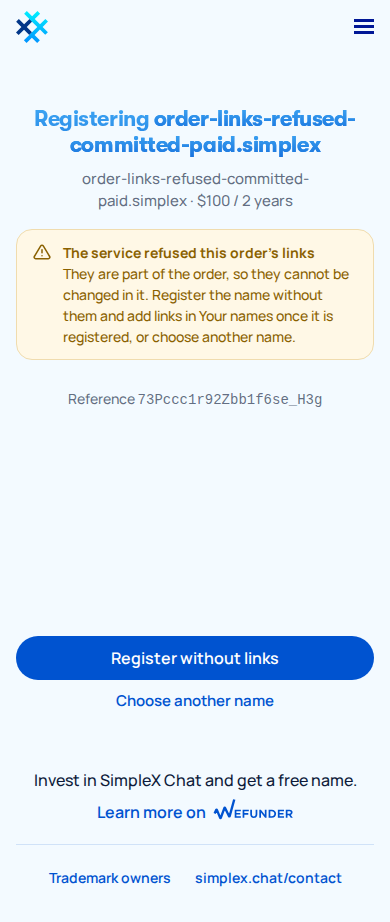 Registering order-links-refused-
committed-paid.simplex
order-links-refused-committed-
paid.simplex · $100 / 2 years
The service refused this order's links
They are part of the order, so they cannot be
changed in it. Register the name without
them and add links in Your names once it is
registered, or choose another name.
Reference 73Pccc1r92Zbb1f6se_H3g
Register without links
Choose another name
Invest in SimpleX Chat and get a free name.
Learn more on WEFUNDER
Trademark owners simplex.chat/contact